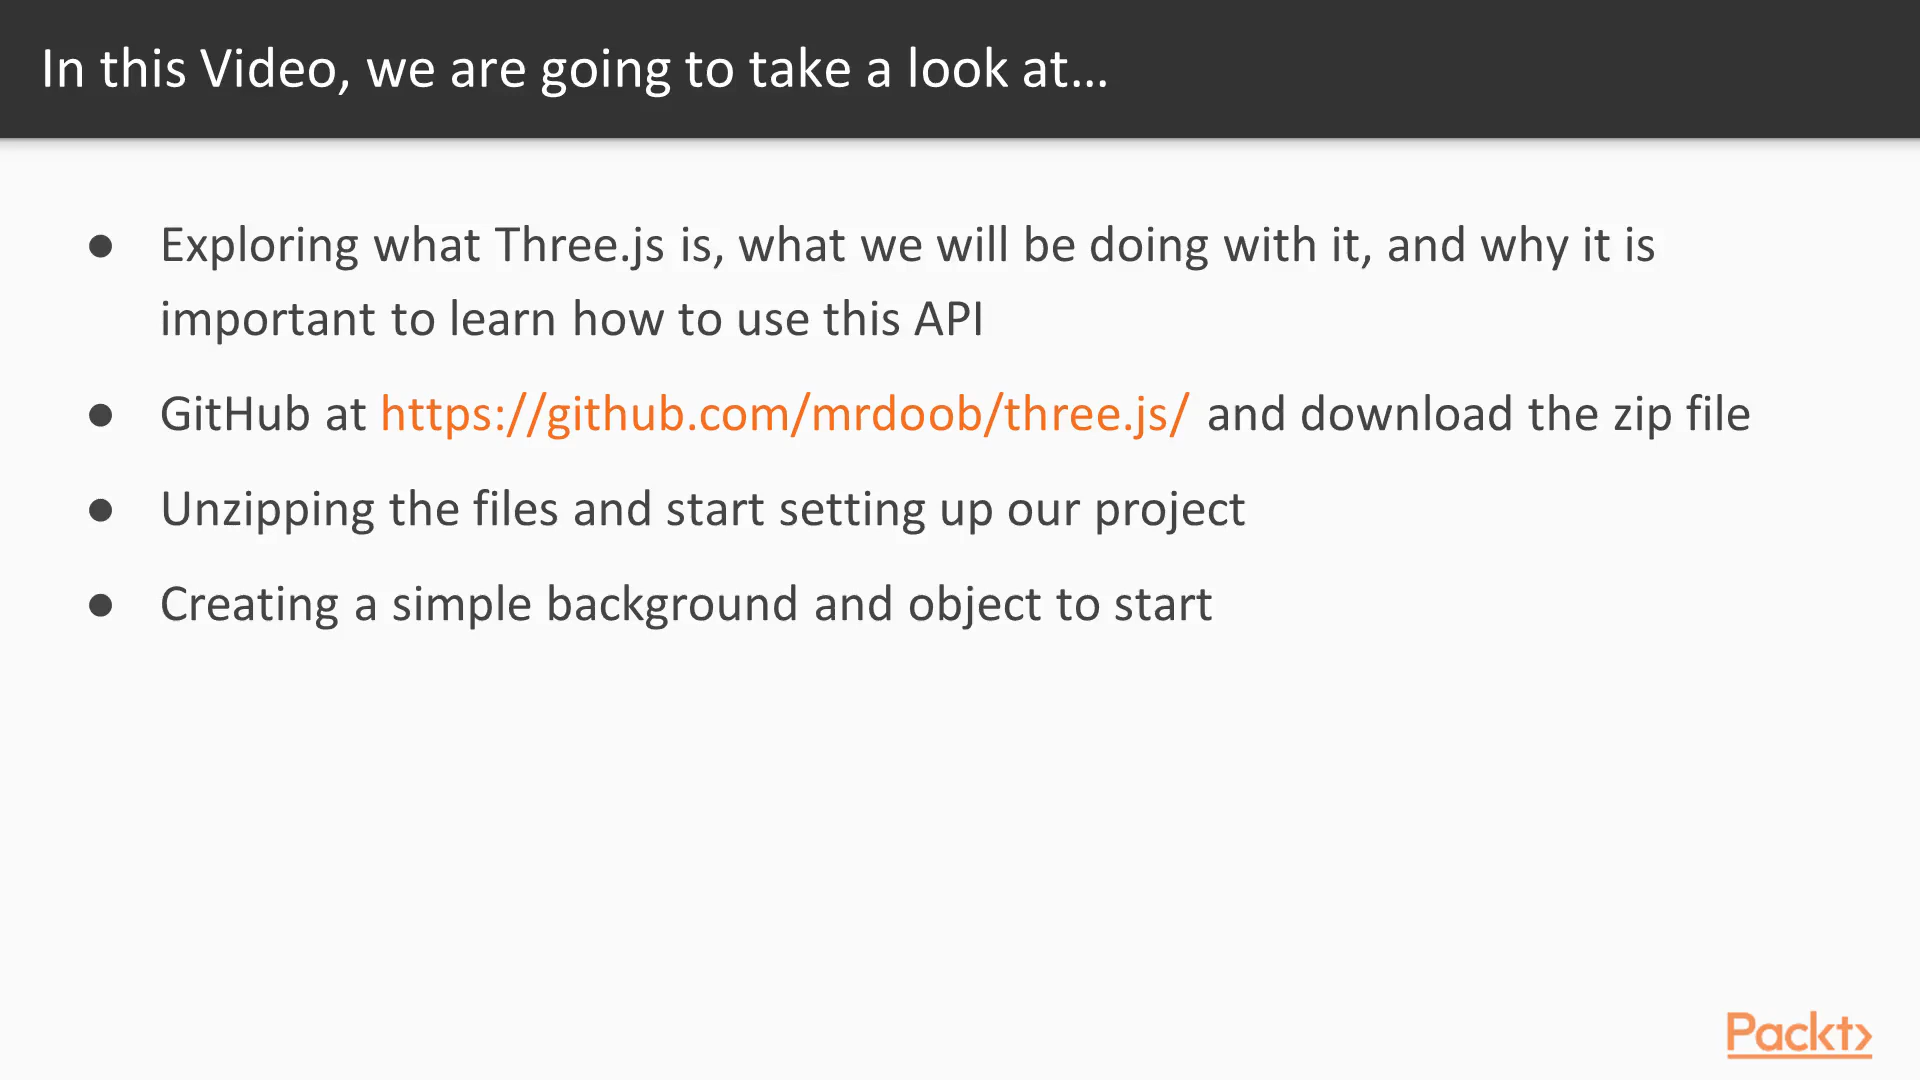 In this Video, we are going to take a look at...
● Exploring what Three.js is, what we will be doing with it, and why it is
important to learn how to use this API
● GitHub at https://github.com/mrdoob/three.js/ and download the zip file
● Unzipping the files and start setting up our project
● Creating a simple background and object to start
Packt>